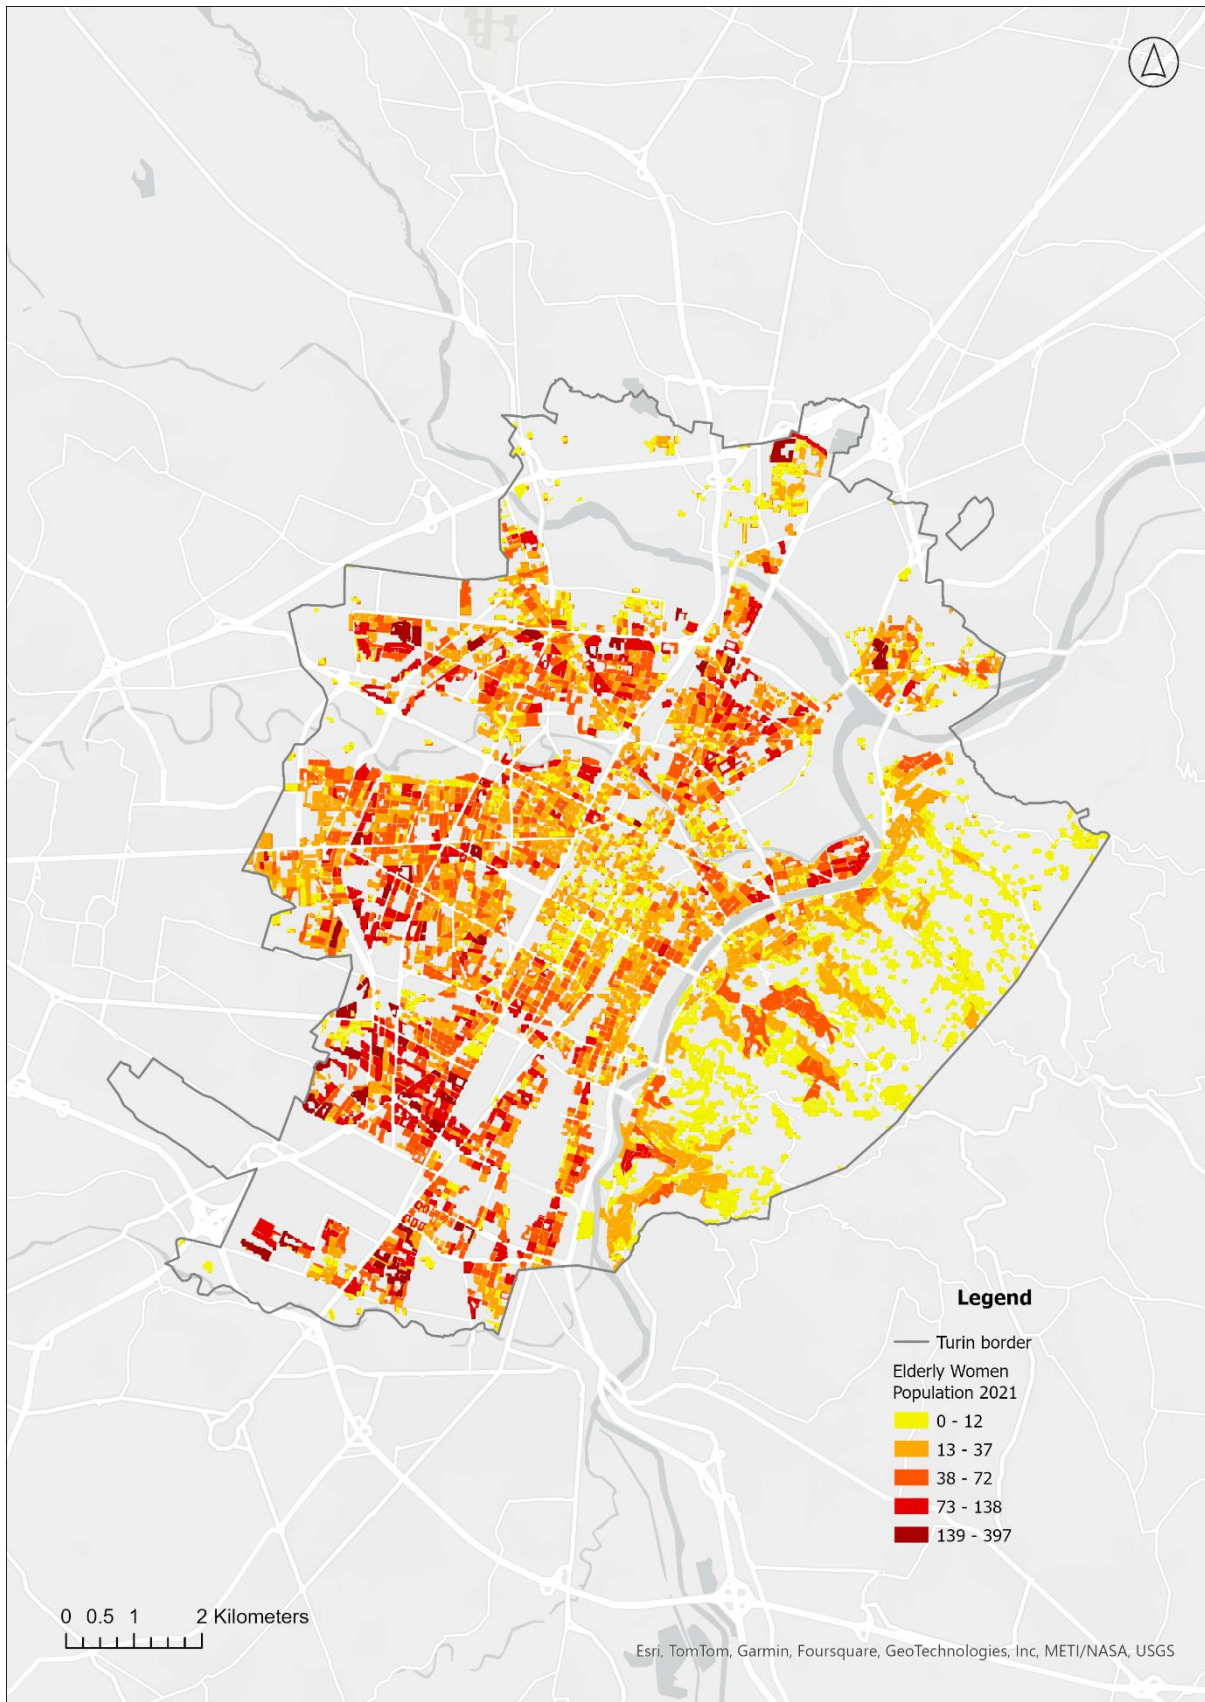 Legend
Turin border
Elderly Women
Population 2021
0 - 12
13 - 37
38 - 72
73 - 138
139 - 397
0 0.5 1 2 Kilometers
Esri, TomTom, Garmin, Foursquare, GeoTechnologies, Inc, METI/NASA, USGS